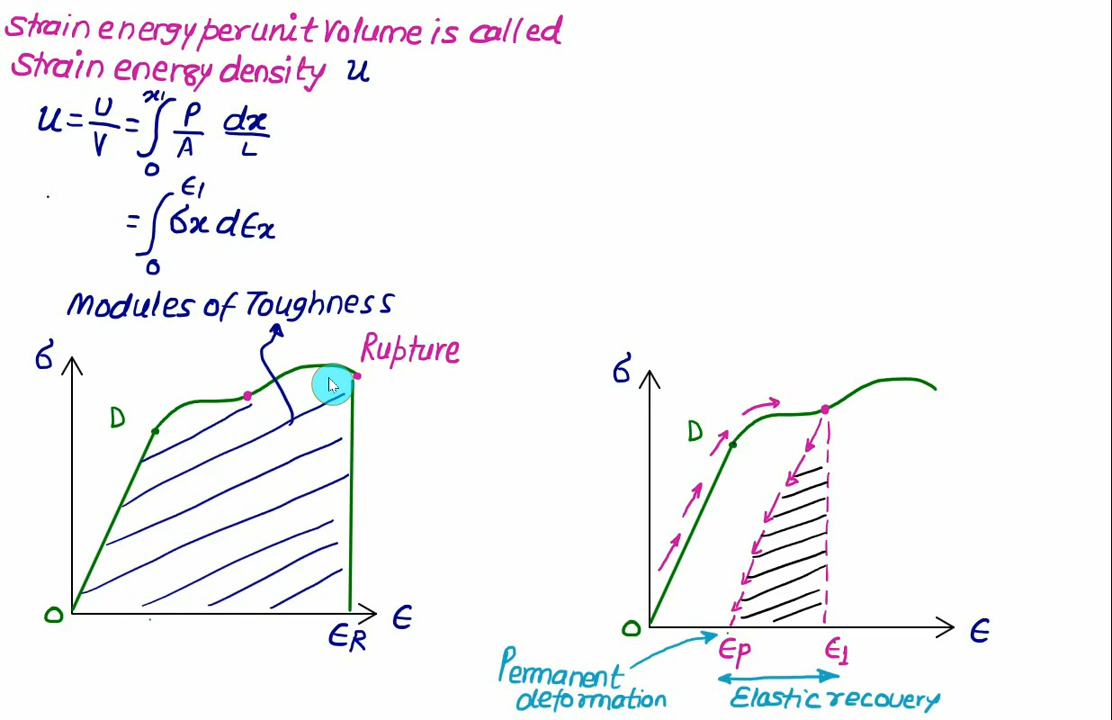 Strain energy per unit Volume is called
Strain energy density u
u = U/V = ∫₀^x₁ P/A dx/L
= ∫₀^ϵ₁ σx dϵx
Modules of Toughness
σ
Rupture
D
O
ϵR
ϵ
σ
D
O
ϵp
ϵ1
ϵ
Permanent
deformation
Elastic recovery